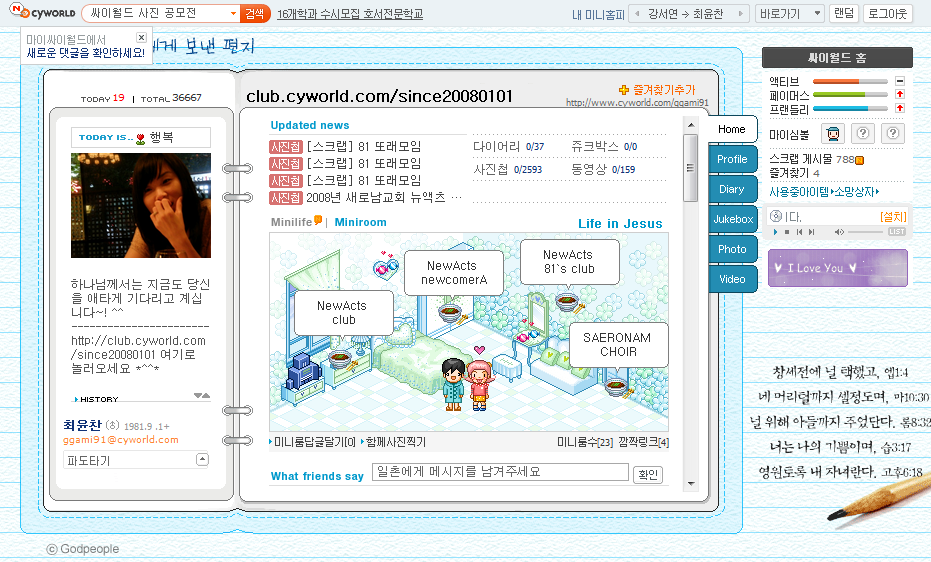 CYWORLD 싸이월드 사진 공모전 검색 16개학과 수시모집 호서전문학교 내 미니홈피 강서연 → 최윤찬 바로가기 랜덤 로그아웃
마이싸이월드에서
새로운 댓글을 확인하세요!
에게 보낸 편지
TODAY 19 | TOTAL 36667
club.cyworld.com/since20080101
즐겨찾기추가
http://www.cyworld.com/ggami91
TODAY IS.. 행복
하나님께서는 지금도 당신
을 애타게 기다리고 계십
니다~! ^^
------------------------
http://club.cyworld.com
/since20080101 여기로
놀러오세요 *^^*
HISTORY
최윤찬 (♂) 1981.9 .1+
ggami91@cyworld.com
파도타기
Updated news
사진첩 [스크랩] 81 또래모임
사진첩 [스크랩] 81 또래모임
사진첩 [스크랩] 81 또래모임
사진첩 2008년 새로남교회 뉴액츠 ...
다이어리 0/37 쥬크박스 0/0
사진첩 0/2593 동영상 0/159
Minilife | Miniroom Life in Jesus
NewActs
club
NewActs
newcomerA
NewActs
81`s club
SAERONAM
CHOIR
미니룸답글달기[0] 함께사진찍기 미니룸수[23] 깜짝링크[4]
What friends say 일촌에게 메시지를 남겨주세요 확인
Home
Profile
Diary
Jukebox
Photo
Video
싸이월드 홈
액티브
페이머스
프랜들리
마이심볼 ? ?
스크랩 게시물 788
즐겨찾기 4
사용중아이템 소망상자
다. [설치]
LIST
I Love You
창세전에 널 택했고, 엡1:4
네 머리털까지 셀정도며, 마10:30
널 위해 아들까지 주었단다. 롬8:32
너는 나의 기쁨이며, 습3:17
영원토록 내 자녀란다. 고후6:18
ⓒ Godpeople